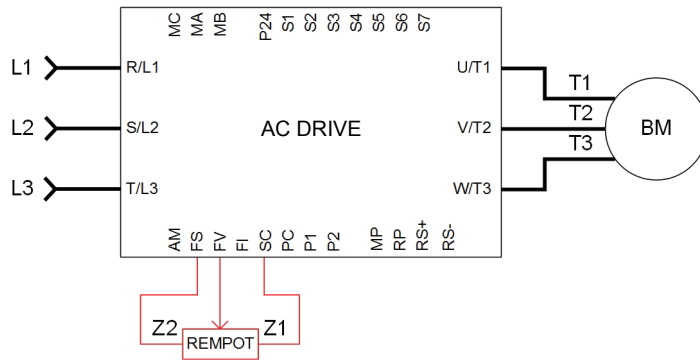 MC MA MB P24 S1 S2 S3 S4 S5 S6 S7
L1 R/L1 U/T1 T1
L2 S/L2 AC DRIVE V/T2 T2 BM
L3 T/L3 W/T3 T3
AM FS FV FI SC PC P1 P2 MP RP RS+ RS-
Z2 REMPOT Z1